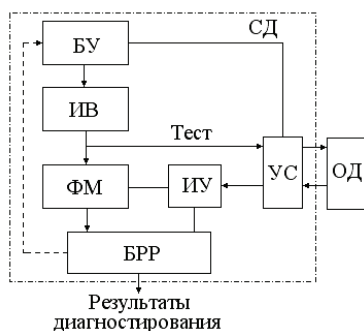 СД
БУ
ИВ
Тест
ФМ
ИУ
УС
ОД
БРР
Результаты
диагностирования